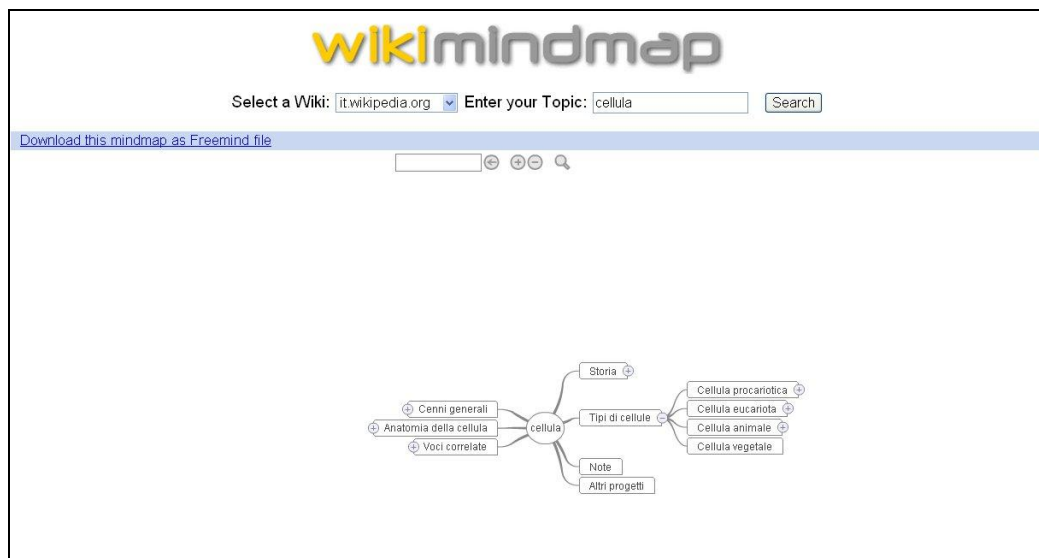 wikimindmap
Select a Wiki: it.wikipedia.org Enter your Topic: cellula Search
Download this mindmap as Freemind file
Storia
Cellula procariotica
Cenni generali
Cellula eucariota
Tipi di cellule
Anatomia della cellula
cellula
Cellula animale
Voci correlate
Cellula vegetale
Note
Altri progetti